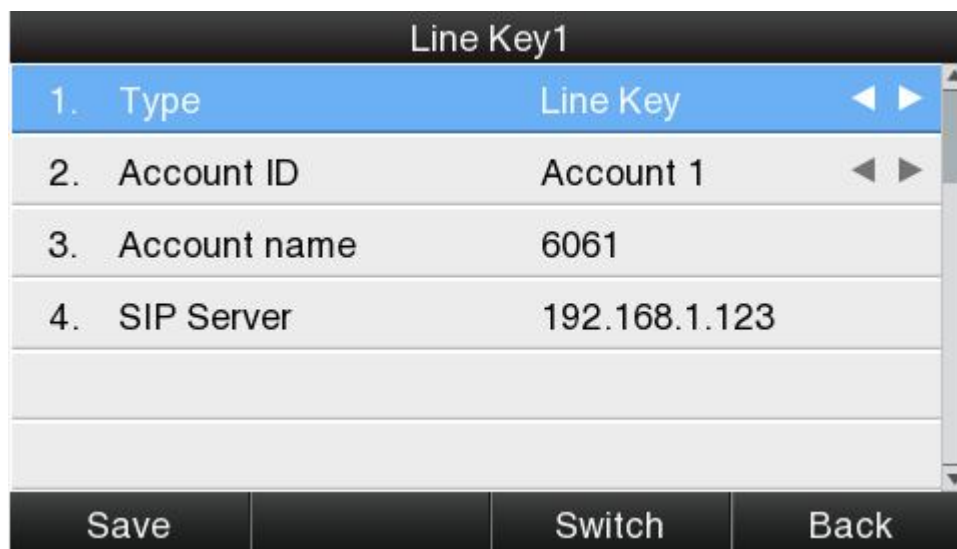 Line Key1
1. Type Line Key
2. Account ID Account 1
3. Account name 6061
4. SIP Server 192.168.1.123
Save Switch Back